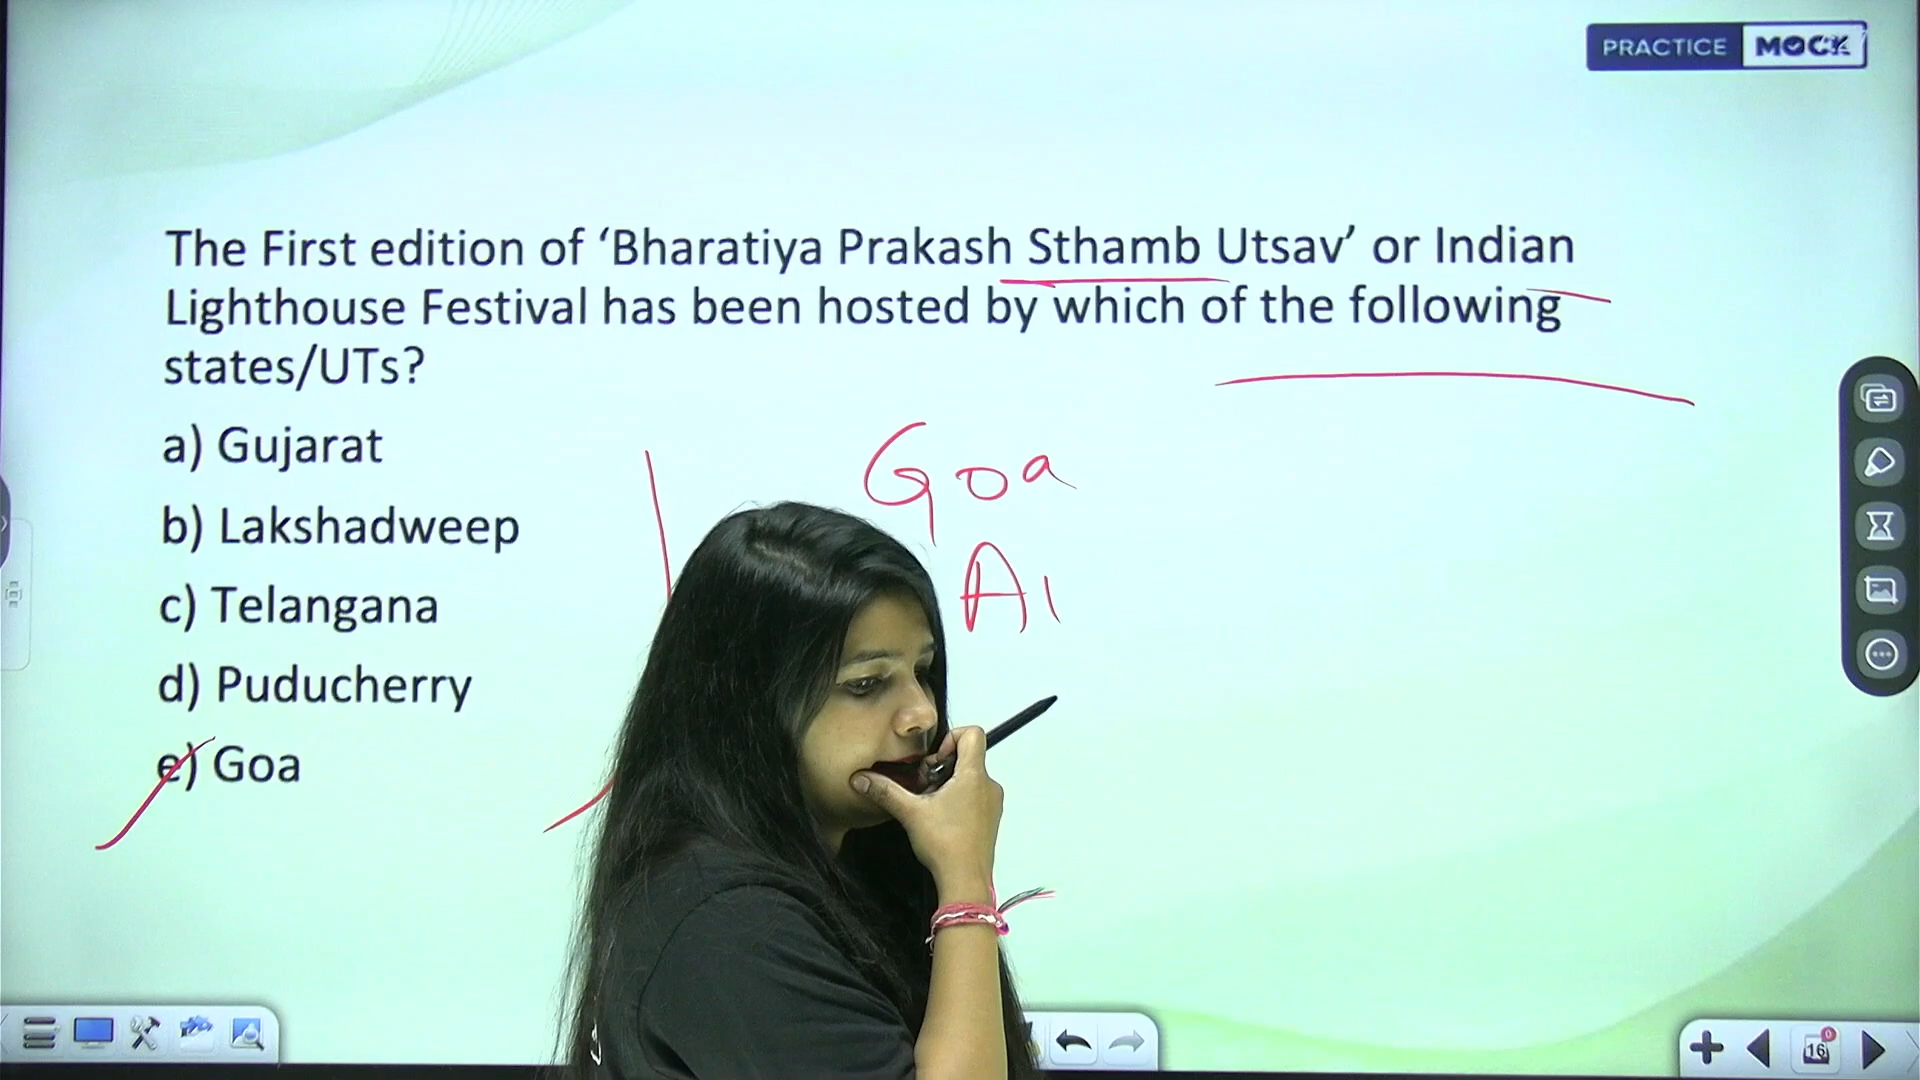 PRACTICE MOCK
The First edition of ‘Bharatiya Prakash Sthamb Utsav’ or Indian
Lighthouse Festival has been hosted by which of the following
states/UTs?
a) Gujarat
b) Lakshadweep
c) Telangana
d) Puducherry
e) Goa
Goa
16